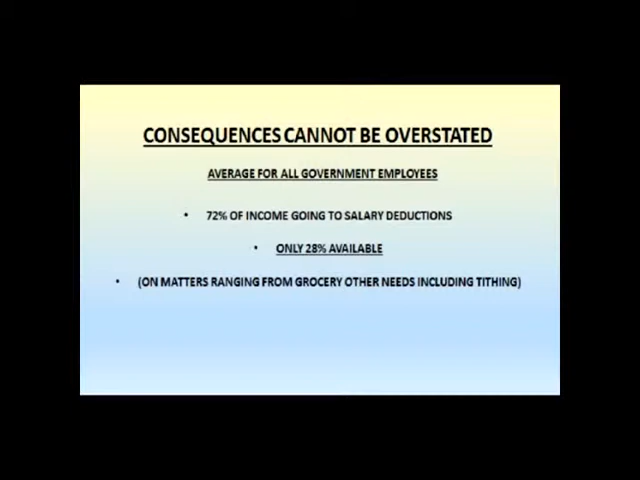 CONSEQUENCES CANNOT BE OVERSTATED
AVERAGE FOR ALL GOVERNMENT EMPLOYEES
• 72% OF INCOME GOING TO SALARY DEDUCTIONS
• ONLY 28% AVAILABLE
• (ON MATTERS RANGING FROM GROCERY OTHER NEEDS INCLUDING TITHING)